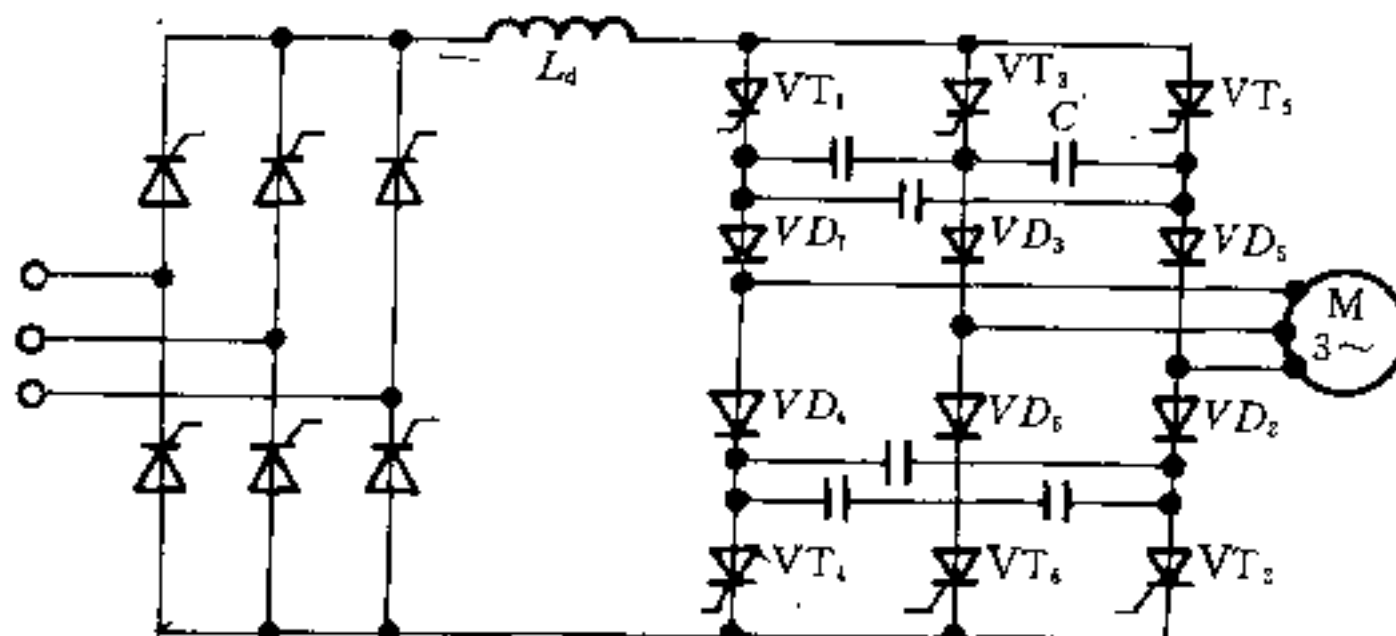 L_d
VT₁
VT₃
C
VT₅
VD₁
VD₃
VD₅
M
3～
VD₄
VD₆
VD₂
VT₄
VT₆
VT₂